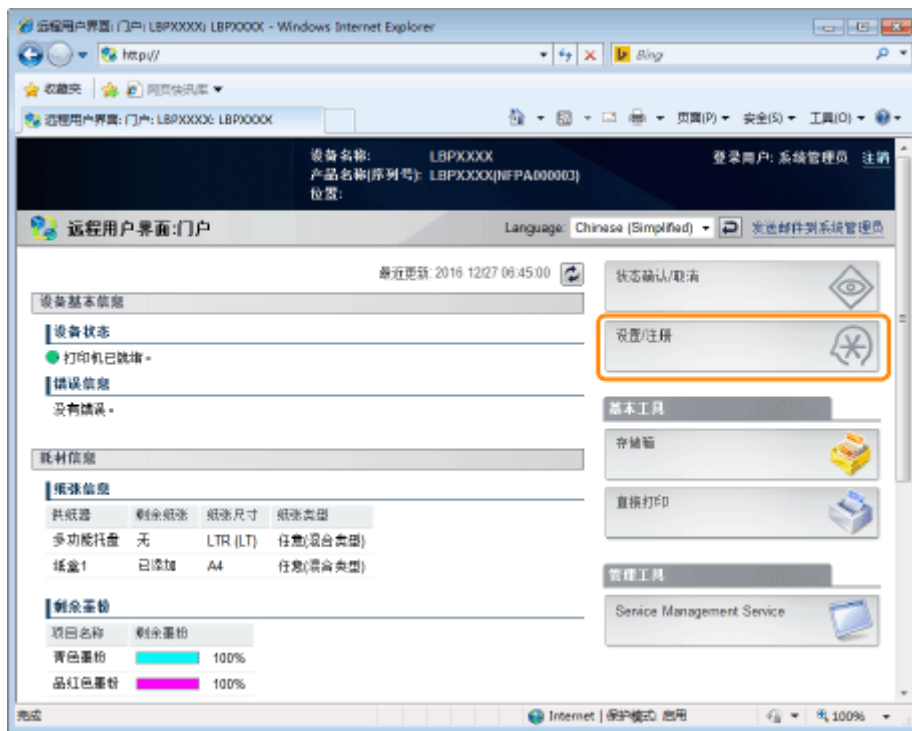 远程用户界面: 门户: LBPXXXX: LBPXXXX - Windows Internet Explorer
http://
Bing
收藏夹 网页快讯库
远程用户界面: 门户: LBPXXXX: LBPXXXX
页面(P) 安全(S) 工具(O)
设备名称: LBPXXXX
产品名称(序列号): LBPXXXX(NFPA000003)
位置:
登录用户: 系统管理员 注销
远程用户界面:门户
Language: Chinese (Simplified) 发送邮件到系统管理员
最近更新: 2016 12/27 06:45:00
设备基本信息
设备状态
打印机已就绪。
错误信息
没有错误。
耗材信息
纸张信息
供纸器 剩余纸张 纸张尺寸 纸张类型
多功能托盘 无 LTR (LT) 任意(混合类型)
纸盒1 已添加 A4 任意(混合类型)
剩余墨粉
项目名称 剩余墨粉
青色墨粉 100%
品红色墨粉 100%
状态确认/取消
设置/注册
基本工具
存储箱
直接打印
管理工具
Service Management Service
完成
Internet | 保护模式: 启用
100%